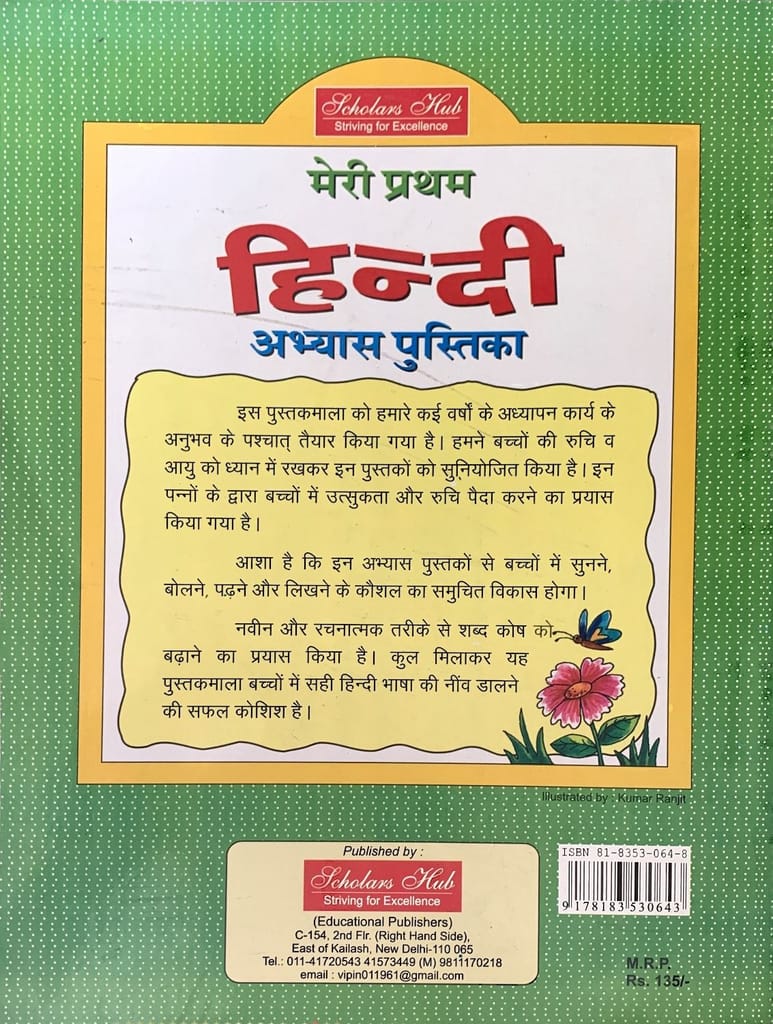 Scholars Hub
Striving for Excellence
मेरी प्रथम
हिन्दी
अभ्यास पुस्तिका
इस पुस्तकमाला को हमारे कई वर्षों के अध्यापन कार्य के
अनुभव के पश्चात् तैयार किया गया है। हमने बच्चों की रुचि व
आयु को ध्यान में रखकर इन पुस्तकों को सुनियोजित किया है। इन
पन्नों के द्वारा बच्चों में उत्सुकता और रुचि पैदा करने का प्रयास
किया गया है।
आशा है कि इन अभ्यास पुस्तकों से बच्चों में सुनने,
बोलने, पढ़ने और लिखने के कौशल का समुचित विकास होगा।
नवीन और रचनात्मक तरीके से शब्द कोष को
बढ़ाने का प्रयास किया है। कुल मिलाकर यह
पुस्तकमाला बच्चों में सही हिन्दी भाषा की नींव डालने
की सफल कोशिश है।
Illustrated by : Kumar Ranjit
Published by :
Scholars Hub
Striving for Excellence
(Educational Publishers)
C-154, 2nd Flr. (Right Hand Side),
East of Kailash, New Delhi-110 065
Tel.: 011-41720543 41573449 (M) 9811170218
email : vipin011961@gmail.com
ISBN 81-8353-064-8
9 178183 530643
M.R.P.
Rs. 135/-